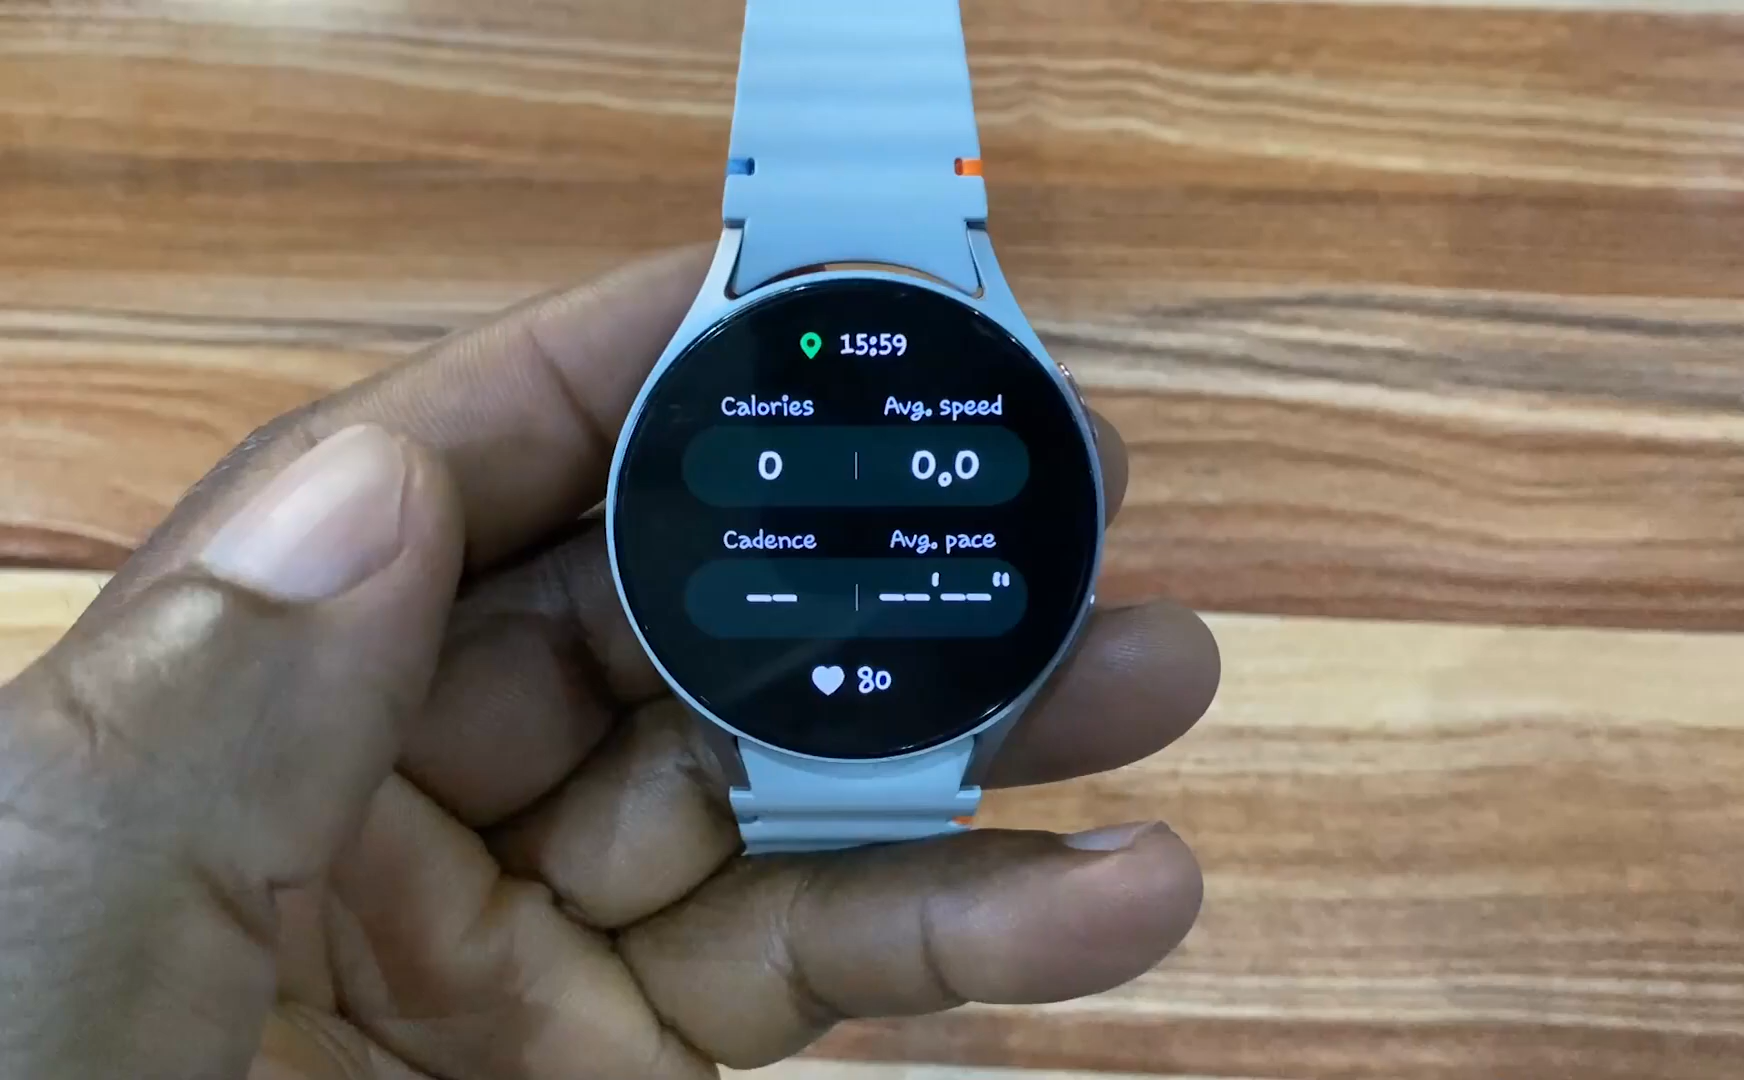 15:59
Calories Avg. speed
0 | 0.0
Cadence Avg. pace
-- | --'--"
80